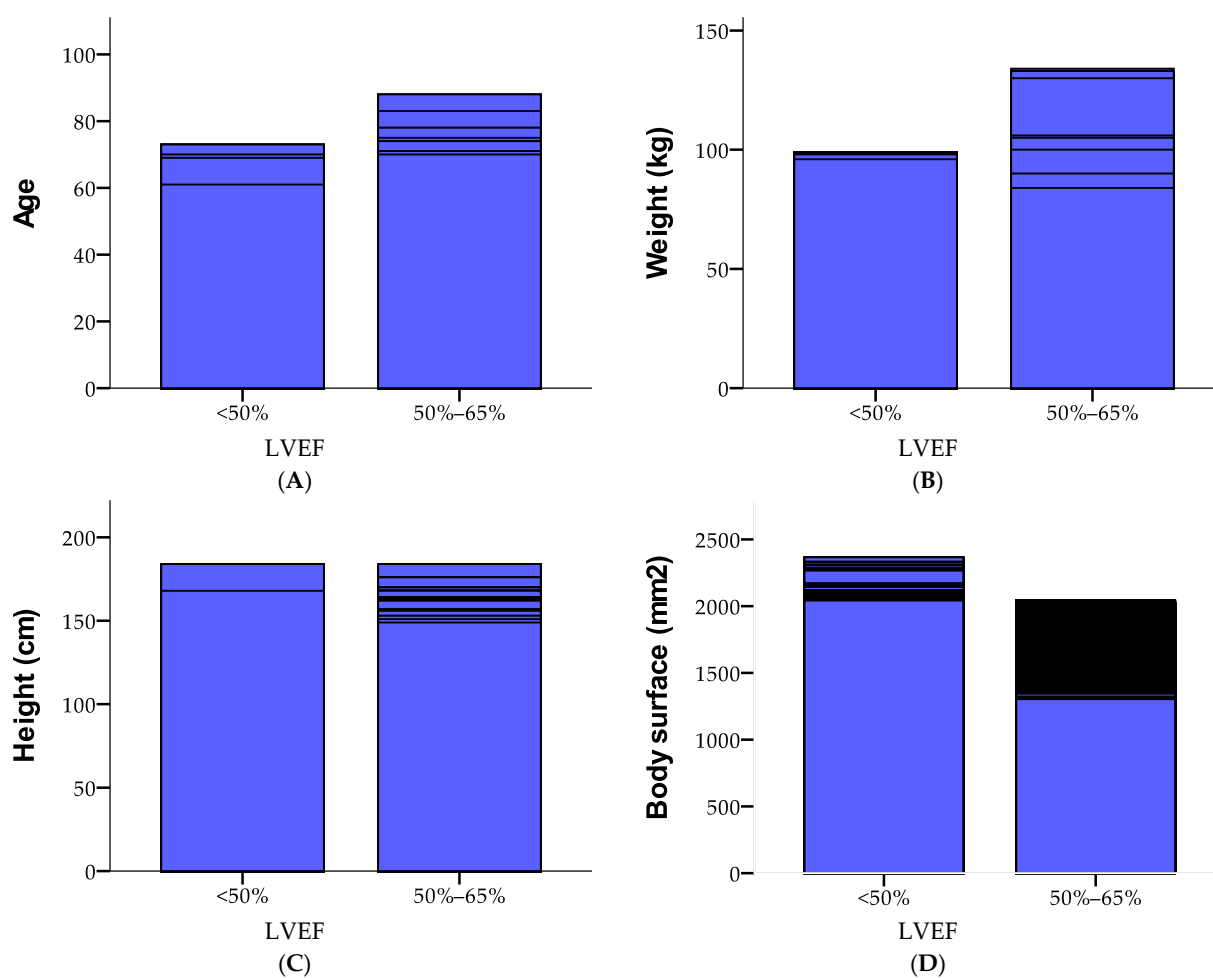 Age
100
80
60
40
20
0
<50% 50%–65%
LVEF
(A)
Weight (kg)
150
100
50
0
<50% 50%–65%
LVEF
(B)
Height (cm)
200
150
100
50
0
<50% 50%–65%
LVEF
(C)
Body surface (mm2)
2500
2000
1500
1000
500
0
<50% 50%–65%
LVEF
(D)